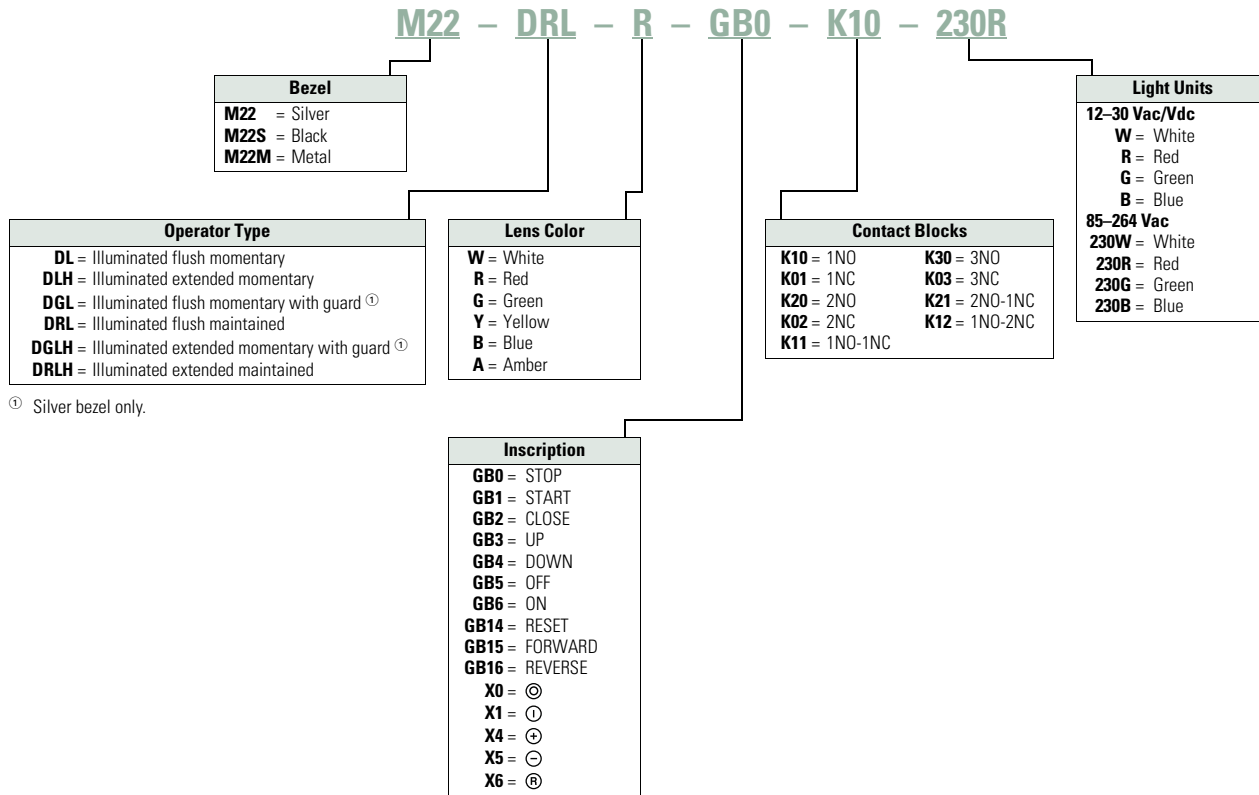 M22 – DRL – R – GB0 – K10 – 230R
Bezel
M22 = Silver
M22S = Black
M22M = Metal
Light Units
12–30 Vac/Vdc
W = White
R = Red
G = Green
B = Blue
85–264 Vac
230W = White
230R = Red
230G = Green
230B = Blue
Operator Type
DL = Illuminated flush momentary
DLH = Illuminated extended momentary
DGL = Illuminated flush momentary with guard ①
DRL = Illuminated flush maintained
DGLH = Illuminated extended momentary with guard ①
DRLH = Illuminated extended maintained
① Silver bezel only.
Lens Color
W = White
R = Red
G = Green
Y = Yellow
B = Blue
A = Amber
Contact Blocks
K10 = 1NO K30 = 3NO
K01 = 1NC K03 = 3NC
K20 = 2NO K21 = 2NO-1NC
K02 = 2NC K12 = 1NO-2NC
K11 = 1NO-1NC
Inscription
GB0 = STOP
GB1 = START
GB2 = CLOSE
GB3 = UP
GB4 = DOWN
GB5 = OFF
GB6 = ON
GB14 = RESET
GB15 = FORWARD
GB16 = REVERSE
X0 = ⓞ
X1 = Ⓘ
X4 = ⊕
X5 = ⊖
X6 = Ⓡ